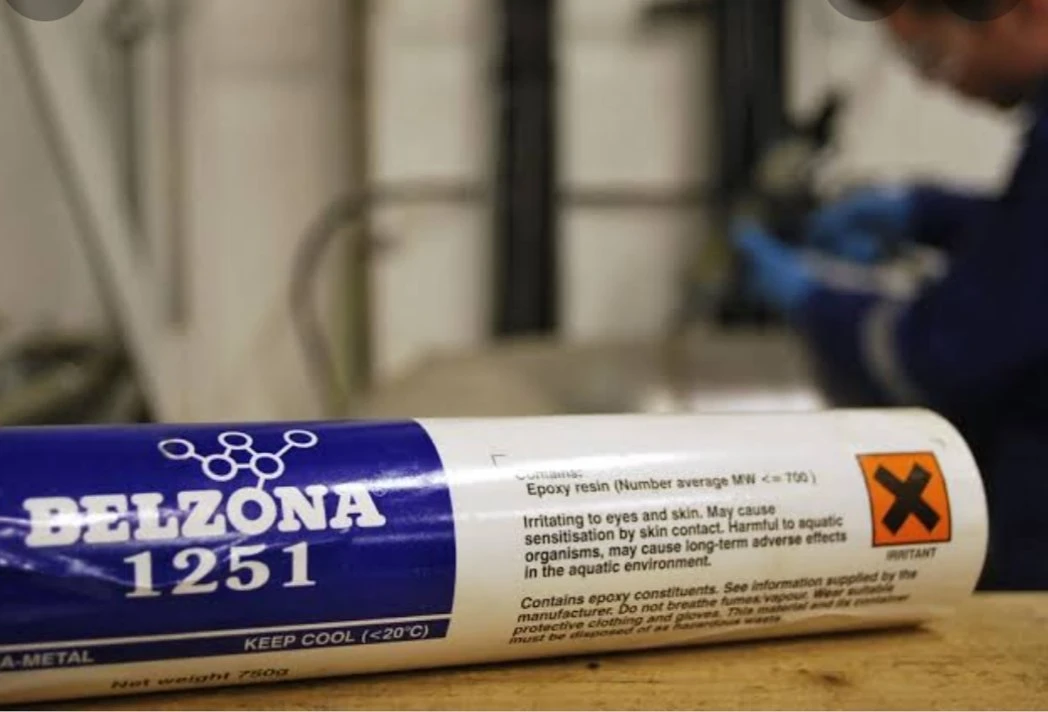 BELZONA
1251
KEEP COOL (<20°C)
A-METAL
Net weight 750g
Contains:
Epoxy resin (Number average MW <= 700 )
Irritating to eyes and skin. May cause
sensitisation by skin contact. Harmful to aquatic
organisms, may cause long-term adverse effects
in the aquatic environment.
Contains epoxy constituents. See information supplied by the
manufacturer. Do not breathe fumes/vapour. Wear suitable
protective clothing and gloves. This material and its container
must be disposed of as hazardous waste.
IRRITANT